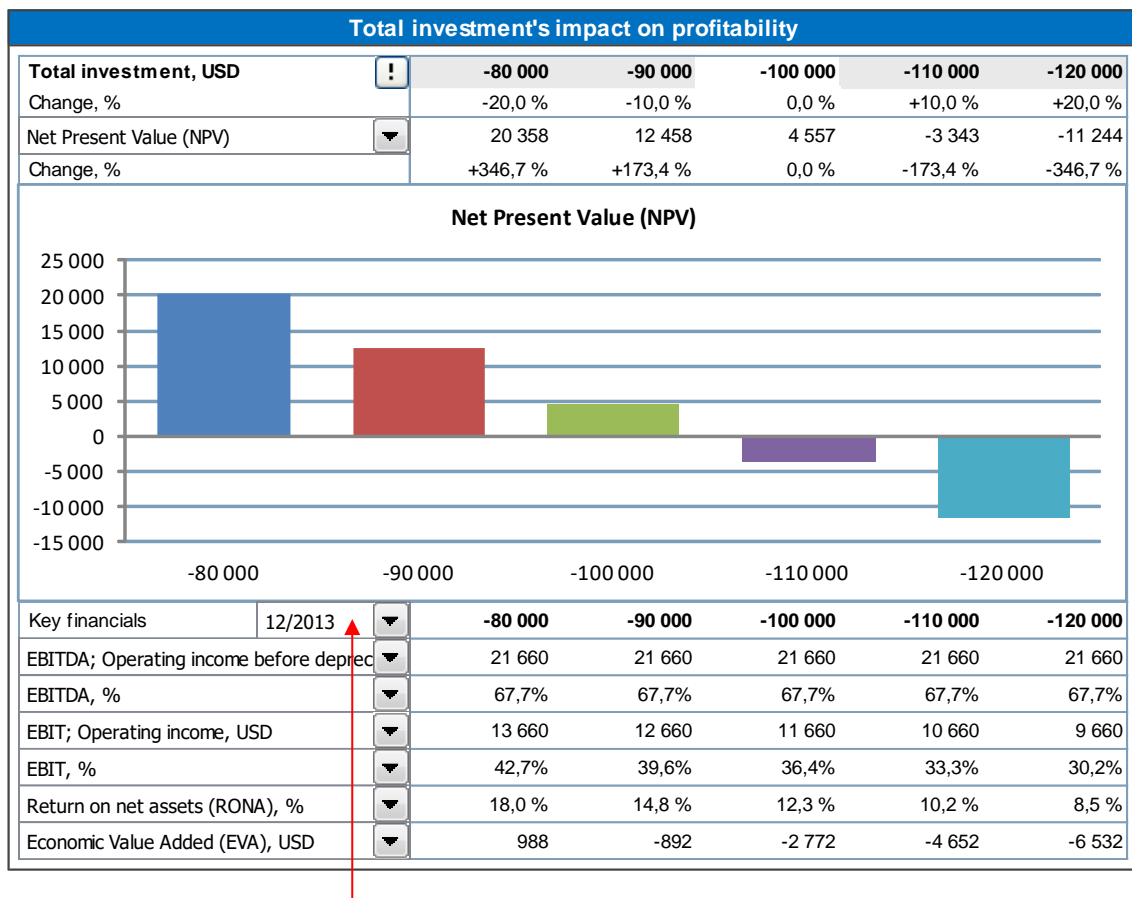 Total investment's impact on profitability
Total investment, USD ! -80 000 -90 000 -100 000 -110 000 -120 000
Change, % -20,0 % -10,0 % 0,0 % +10,0 % +20,0 %
Net Present Value (NPV) 20 358 12 458 4 557 -3 343 -11 244
Change, % +346,7 % +173,4 % 0,0 % -173,4 % -346,7 %
Net Present Value (NPV)
25 000
20 000
15 000
10 000
5 000
0
-5 000
-10 000
-15 000
-80 000 -90 000 -100 000 -110 000 -120 000
Key financials 12/2013 -80 000 -90 000 -100 000 -110 000 -120 000
EBITDA; Operating income before deprec 21 660 21 660 21 660 21 660 21 660
EBITDA, % 67,7% 67,7% 67,7% 67,7% 67,7%
EBIT; Operating income, USD 13 660 12 660 11 660 10 660 9 660
EBIT, % 42,7% 39,6% 36,4% 33,3% 30,2%
Return on net assets (RONA), % 18,0 % 14,8 % 12,3 % 10,2 % 8,5 %
Economic Value Added (EVA), USD 988 -892 -2 772 -4 652 -6 532